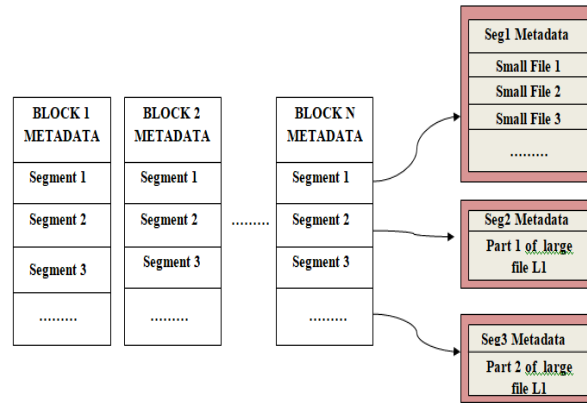 BLOCK 1
METADATA
Segment 1
Segment 2
Segment 3
.........
BLOCK 2
METADATA
Segment 1
Segment 2
Segment 3
.........
.........
BLOCK N
METADATA
Segment 1
Segment 2
Segment 3
.........
Seg1 Metadata
Small File 1
Small File 2
Small File 3
.........
Seg2 Metadata
Part 1 of large
file L1
Seg3 Metadata
Part 2 of large
file L1